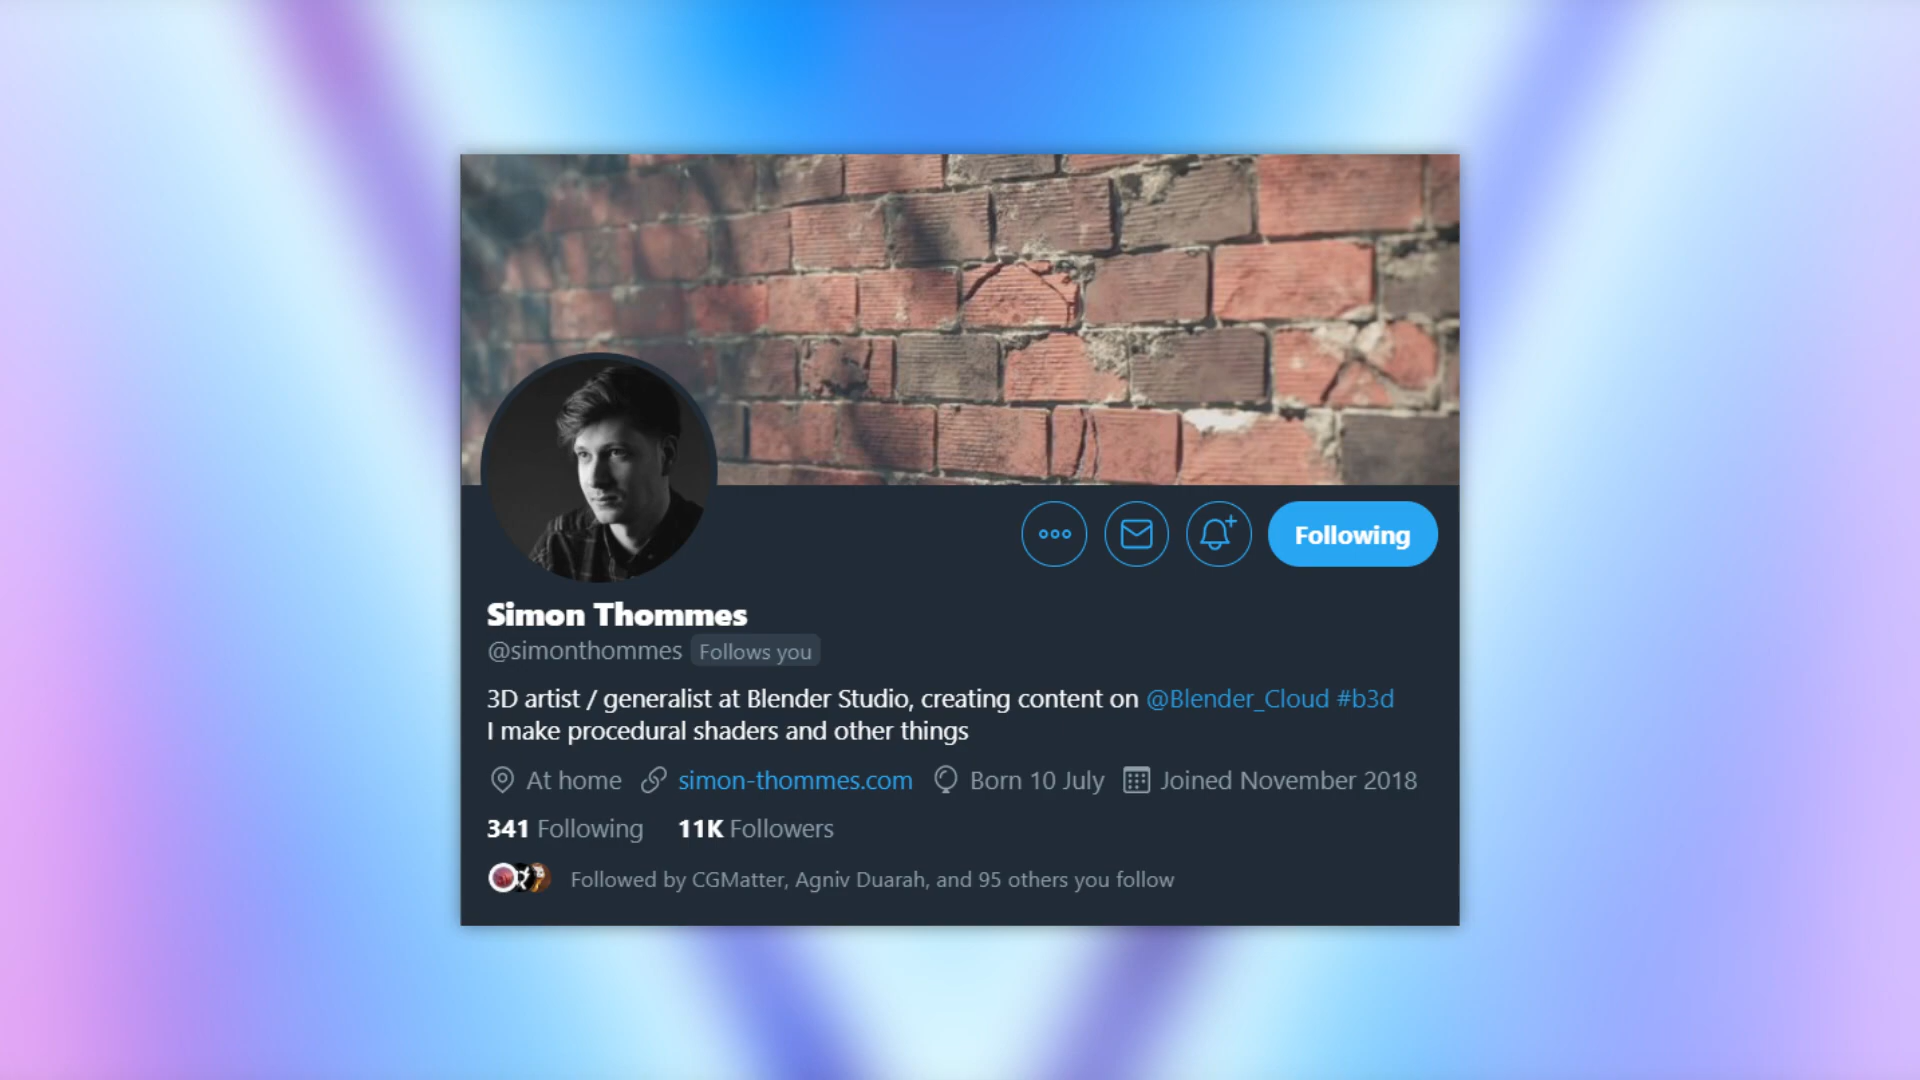 Following
Simon Thommes
@simonthommes Follows you
3D artist / generalist at Blender Studio, creating content on @Blender_Cloud #b3d
I make procedural shaders and other things
At home simon-thommes.com Born 10 July Joined November 2018
341 Following 11K Followers
Followed by CGMatter, Agniv Duarah, and 95 others you follow